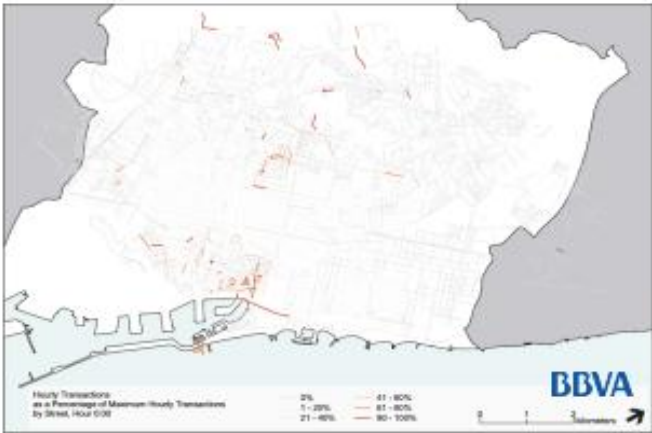 Hourly Transactions
as a Percentage of Maximum Hourly Transactions
by Street, Hour 0:00
0%
1 - 20%
21 - 40%
41 - 60%
61 - 80%
80 - 100%
BBVA
0 1 2
kilometers